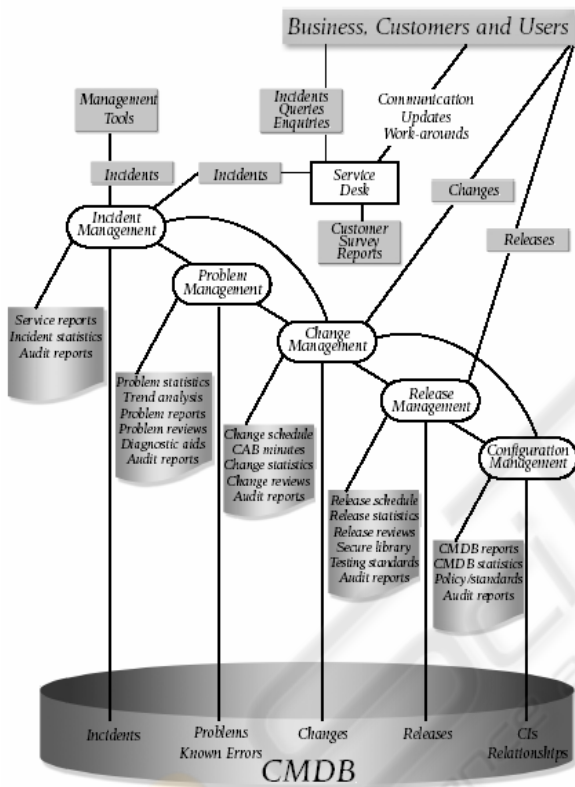 Business, Customers and Users
Management
Tools
Incidents
Queries
Enquiries
Communication
Updates
Work-arounds
Incidents
Incidents
Service
Desk
Changes
Incident
Management
Customer
Survey
Reports
Releases
Problem
Management
Service reports
Incident statistics
Audit reports
Change
Management
Problem statistics
Trend analysis
Problem reports
Problem reviews
Diagnostic aids
Audit reports
Release
Management
Change schedule
CAB minutes
Change statistics
Change reviews
Audit reports
Configuration
Management
Release schedule
Release statistics
Release reviews
Secure library
Testing standards
Audit reports
CMDB reports
CMDB statistics
Policy/standards
Audit reports
Incidents
Problems
Known Errors
Changes
Releases
CIs
Relationships
CMDB